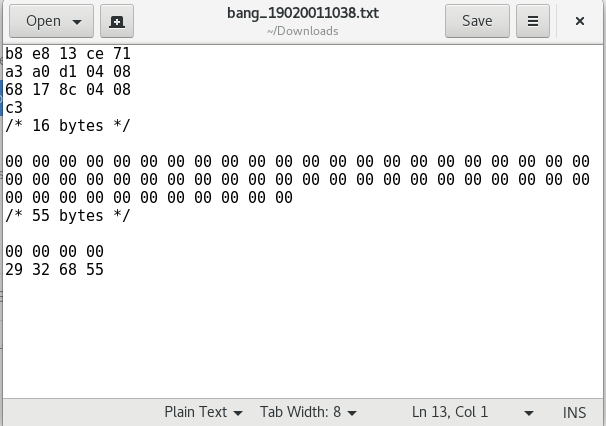 Open
bang_19020011038.txt
~/Downloads
Save
b8 e8 13 ce 71
a3 a0 d1 04 08
68 17 8c 04 08
c3
/* 16 bytes */
00 00 00 00 00 00 00 00 00 00 00 00 00 00 00 00 00 00 00 00 00 00
00 00 00 00 00 00 00 00 00 00 00 00 00 00 00 00 00 00 00 00 00 00
00 00 00 00 00 00 00 00 00 00 00
/* 55 bytes */
00 00 00 00
29 32 68 55
Plain Text
Tab Width: 8
Ln 13, Col 1
INS